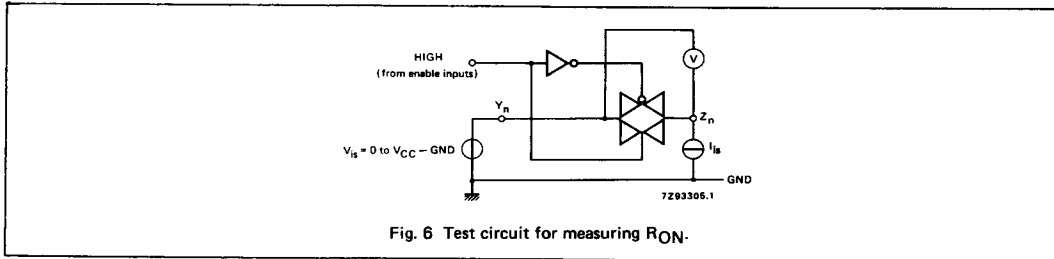 HIGH
(from enable inputs)
V
Yn
Zn
Vis = 0 to VCC – GND
Iis
GND
7Z93305.1
Fig. 6 Test circuit for measuring RON.